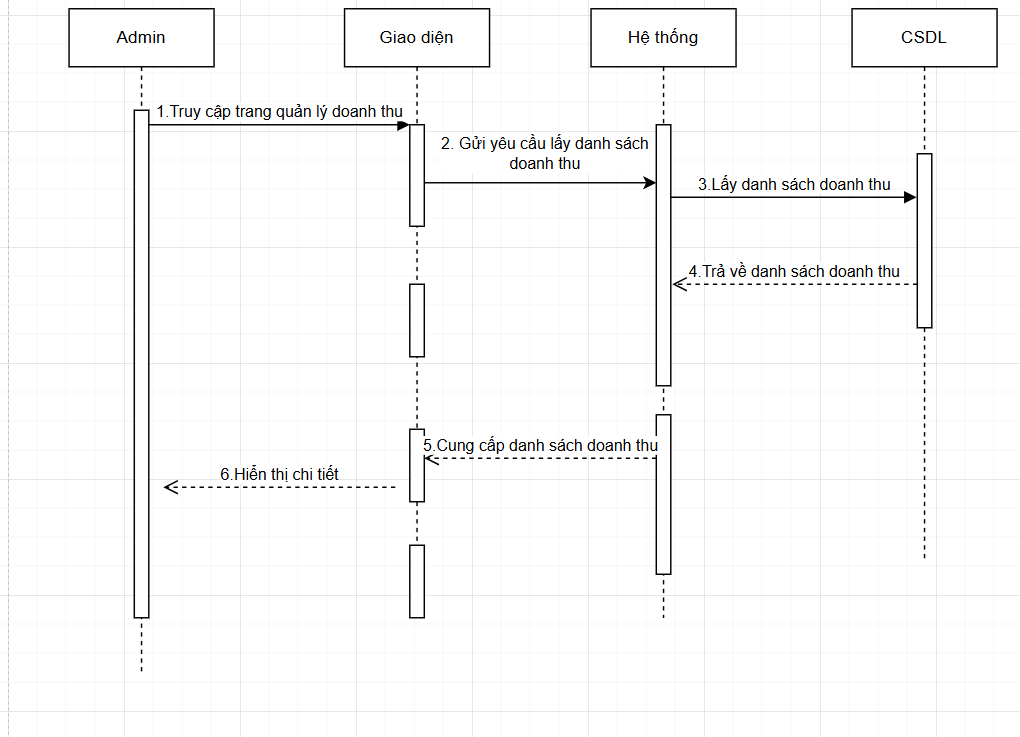 Admin
Giao diện
Hệ thống
CSDL
1.Truy cập trang quản lý doanh thu
2. Gửi yêu cầu lấy danh sách
doanh thu
3.Lấy danh sách doanh thu
4.Trả về danh sách doanh thu
5.Cung cấp danh sách doanh thu
6.Hiển thị chi tiết